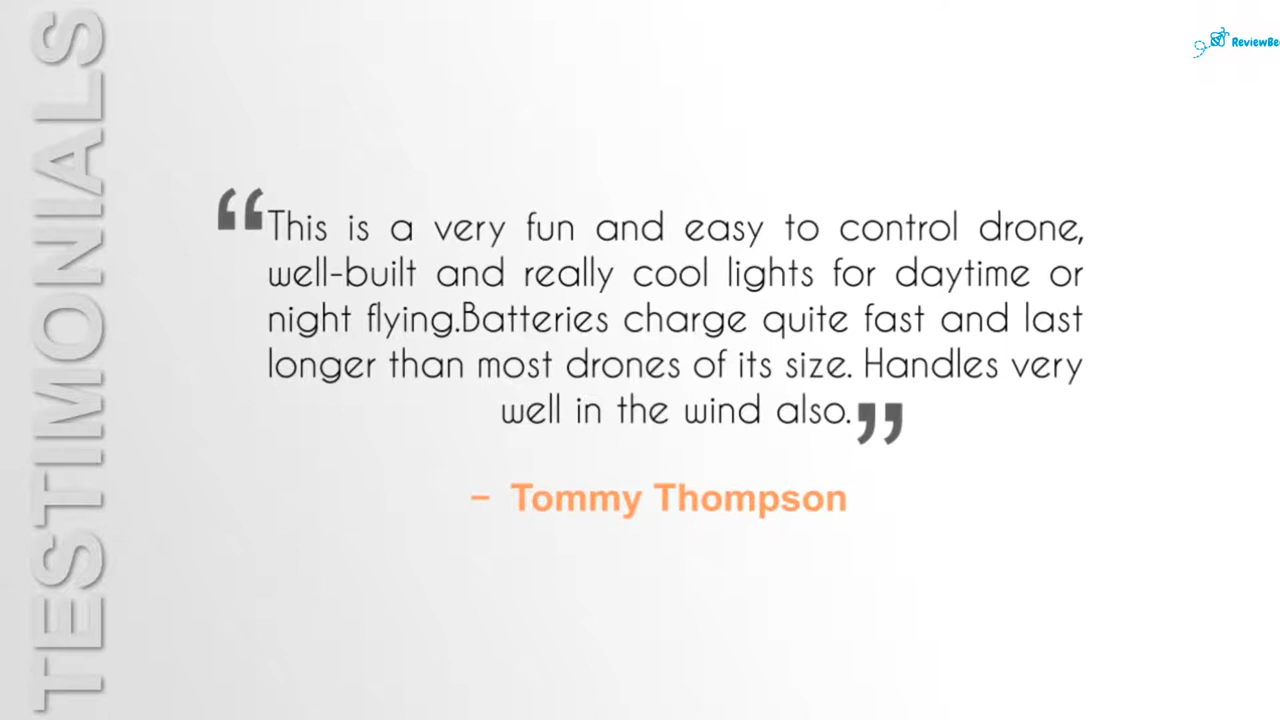 TESTIMONIALS
ReviewBe
“This is a very fun and easy to control drone,
well-built and really cool lights for daytime or
night flying.Batteries charge quite fast and last
longer than most drones of its size. Handles very
well in the wind also.”
– Tommy Thompson